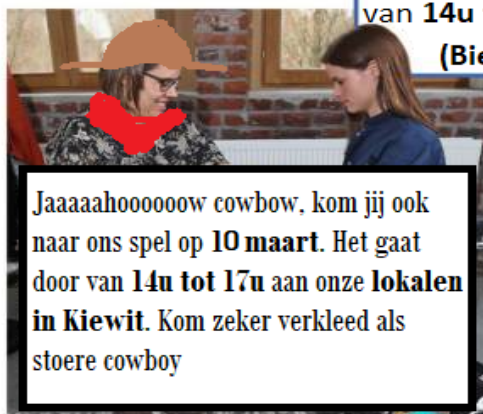 van 14u
(Bie
Jaaaaahoooooow cowbow, kom jij ook
naar ons spel op 10 maart. Het gaat
door van 14u tot 17u aan onze lokalen
in Kiewit. Kom zeker verkleed als
stoere cowboy